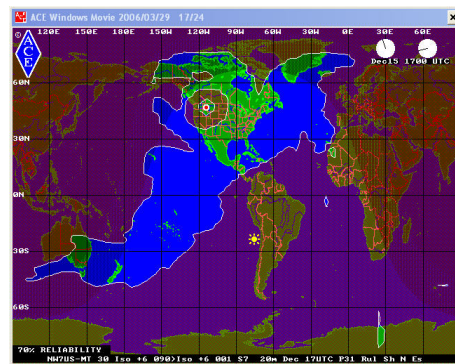 ACE Windows Movie 2006/03/29 17/24
©
A
C
E
Dec15 1700 UTC
60N
30N
0N
30S
60S
120E 150E 180W 150W 120W 90W 60W 30W 0E 30E 60E
70% RELIABILITY
NW7US-MT 30 Iso +6 090)Iso +6 001 S7 20m Dec 17UTC P31 Rul Sh N Es